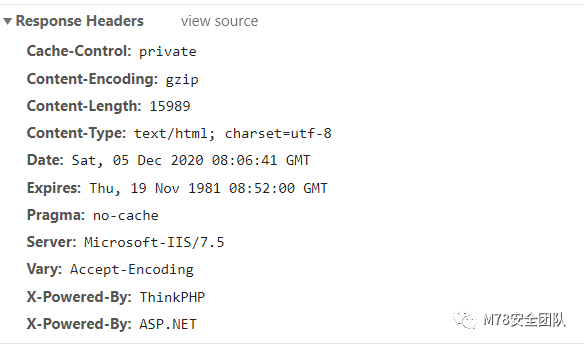 Response Headers view source
Cache-Control: private
Content-Encoding: gzip
Content-Length: 15989
Content-Type: text/html; charset=utf-8
Date: Sat, 05 Dec 2020 08:06:41 GMT
Expires: Thu, 19 Nov 1981 08:52:00 GMT
Pragma: no-cache
Server: Microsoft-IIS/7.5
Vary: Accept-Encoding
X-Powered-By: ThinkPHP
X-Powered-By: ASP.NET
M78安全团队